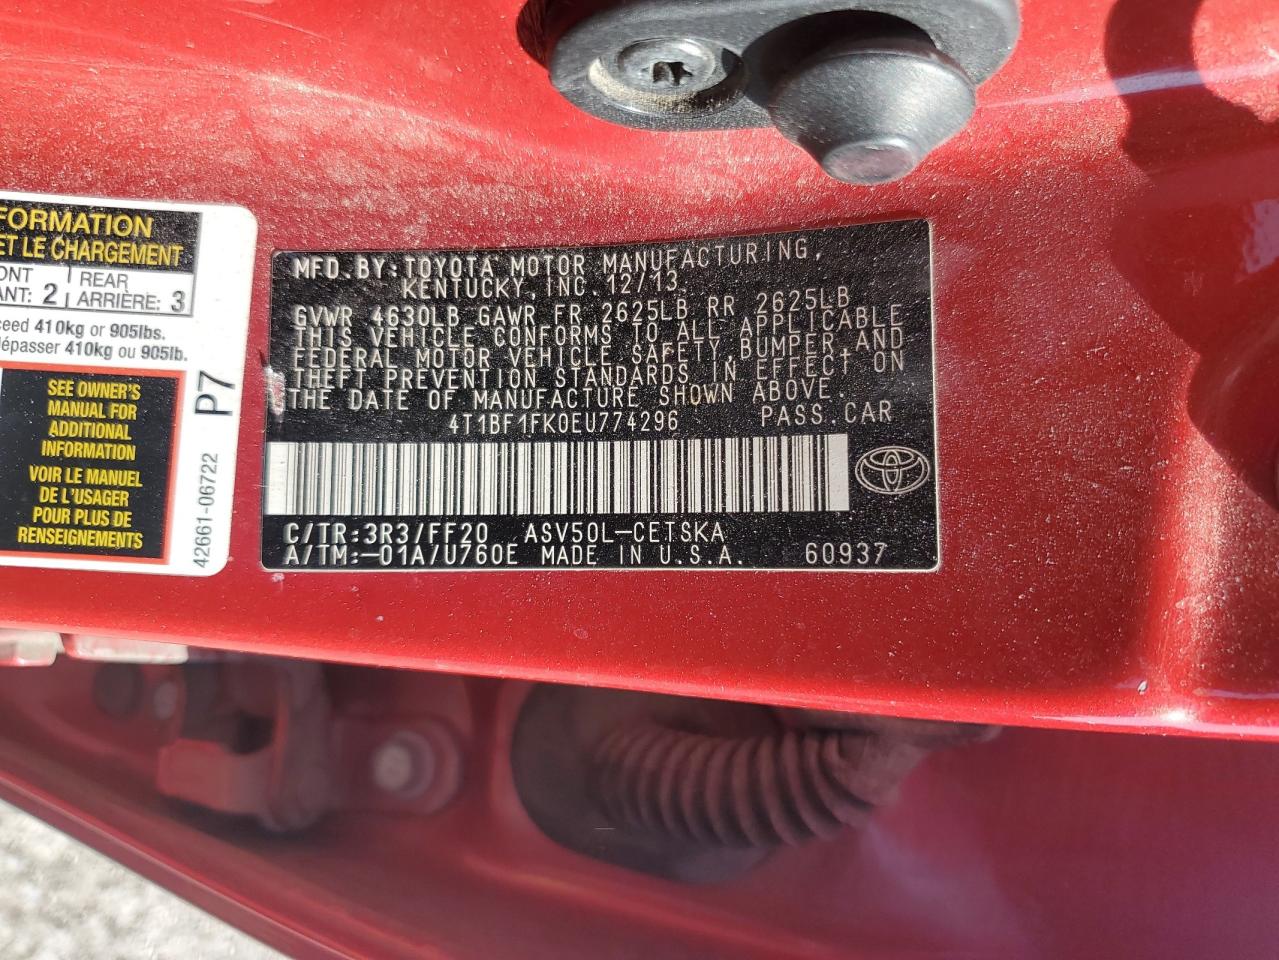 FORMATION
ET LE CHARGEMENT
ONT
ANT: 2
REAR
ARRIÈRE: 3
ceed 410kg or 905lbs.
dépasser 410kg ou 905lb.
SEE OWNER'S
MANUAL FOR
ADDITIONAL
INFORMATION
VOIR LE MANUEL
DE L'USAGER
POUR PLUS DE
RENSEIGNEMENTS
P7
42661-06722
MFD. BY: TOYOTA MOTOR MANUFACTURING,
KENTUCKY, INC. 12/13
GVWR 4630LB GAWR FR 2625LB RR 2625LB
THIS VEHICLE CONFORMS TO ALL APPLICABLE
FEDERAL MOTOR VEHICLE SAFETY, BUMPER AND
THEFT PREVENTION STANDARDS IN EFFECT ON
THE DATE OF MANUFACTURE SHOWN ABOVE.
4T1BF1FK0EU774296 PASS. CAR
C/TR: 3R3/FF20 ASV50L-CETSKA
A/TM: -01A/U760E MADE IN U.S.A. 60937